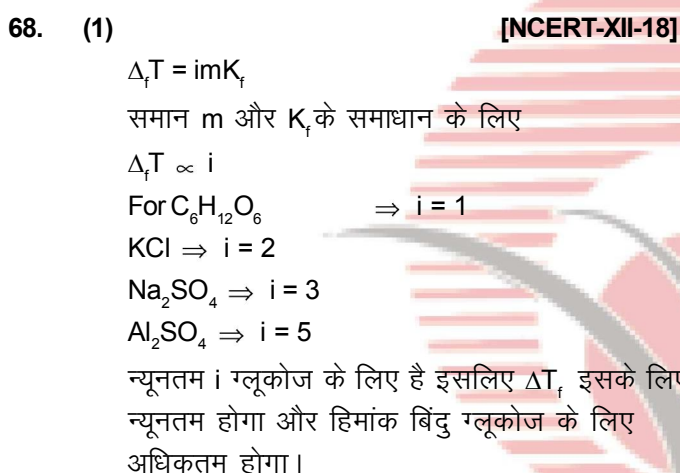 68. (1) [NCERT-XII-18]
ΔfT = imKf
समान m और Kf के समाधान के लिए
ΔfT ∝ i
For C₆H₁₂O₆ ⇒ i = 1
KCl ⇒ i = 2
Na₂SO₄ ⇒ i = 3
Al₂SO₄ ⇒ i = 5
न्यूनतम i ग्लूकोज के लिए है इसलिए ΔTf इसके लिए
न्यूनतम होगा और हिमांक बिंदु ग्लूकोज के लिए
अधिकतम होगा।